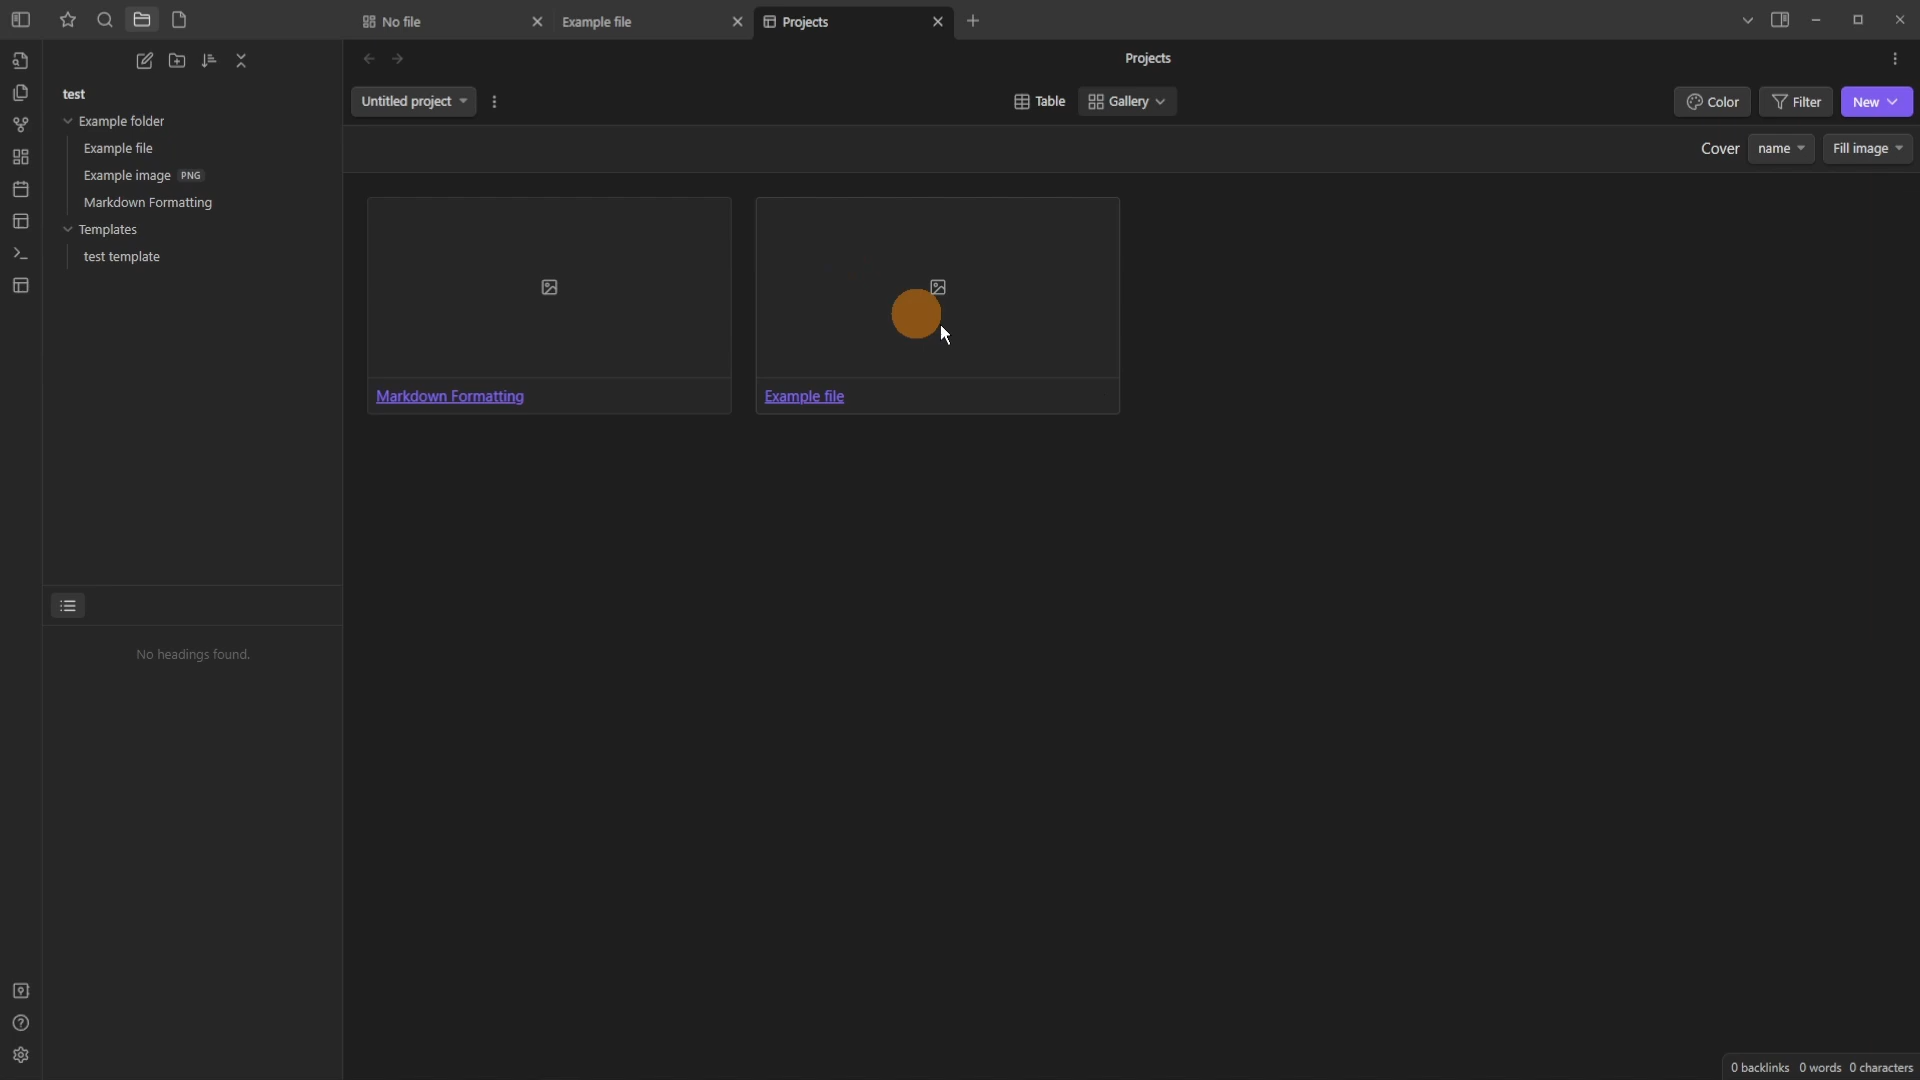 No file
Example file
Projects
test
Example folder
Example file
Example image PNG
Markdown Formatting
Templates
test template
No headings found.
Projects
Untitled project
Table
Gallery
Color
Filter
New
Cover
name
Fill image
Markdown Formatting
Example file
0 backlinks 0 words 0 characters